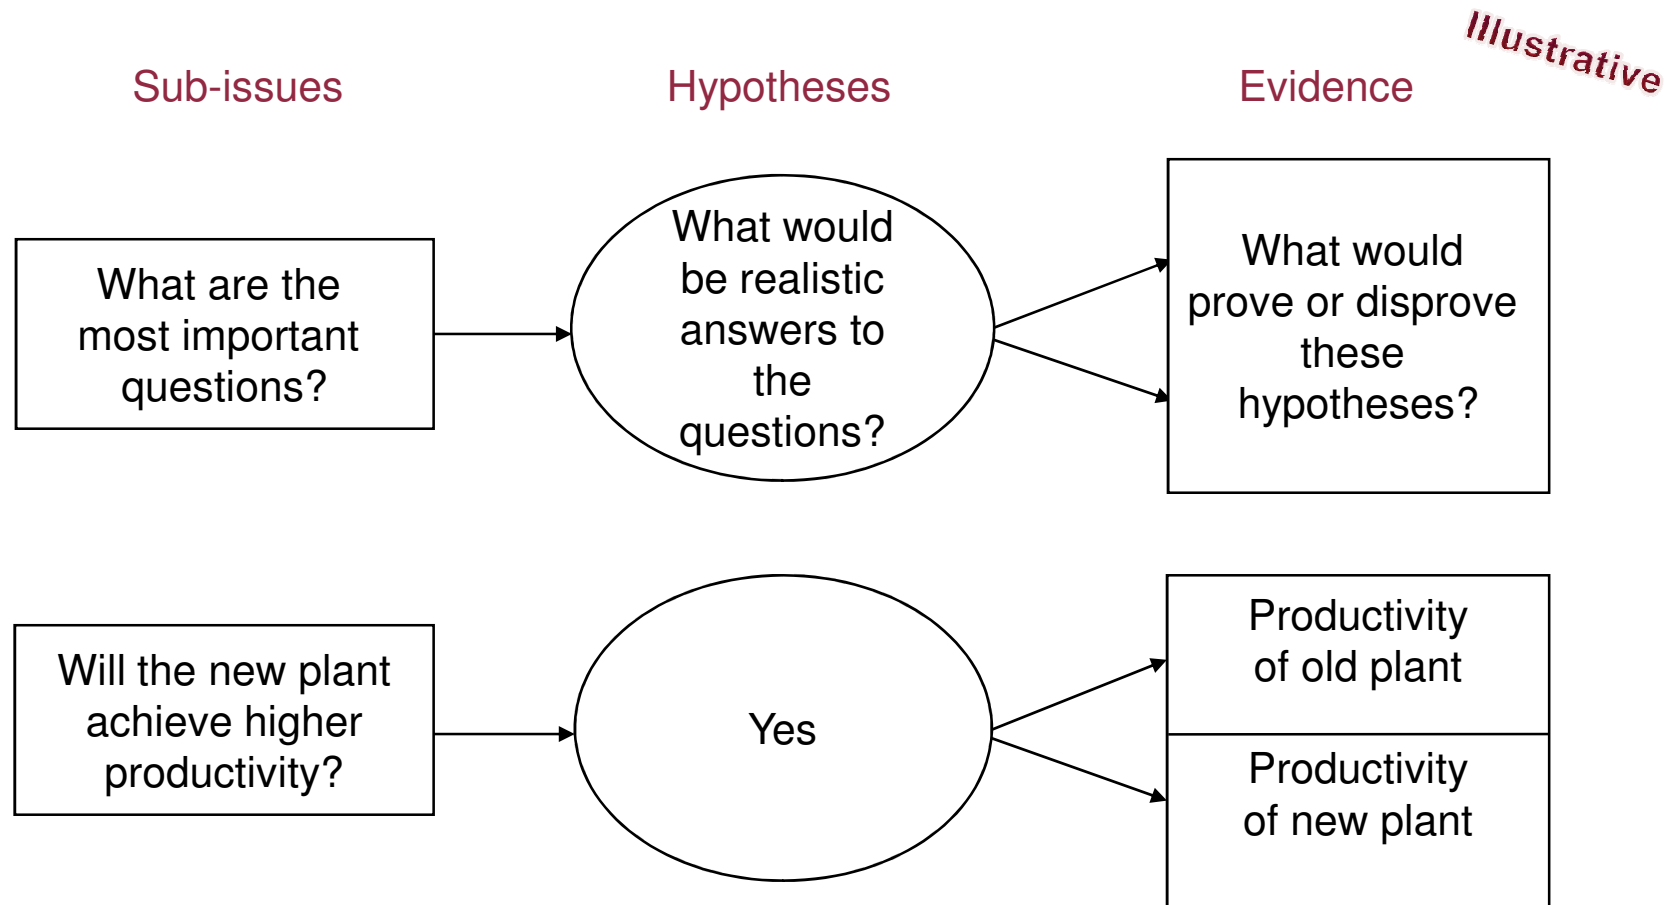 Illustrative
Sub-issues
Hypotheses
Evidence
What are the
most important
questions?
What would
be realistic
answers to
the
questions?
What would
prove or disprove
these
hypotheses?
Will the new plant
achieve higher
productivity?
Yes
Productivity
of old plant
Productivity
of new plant